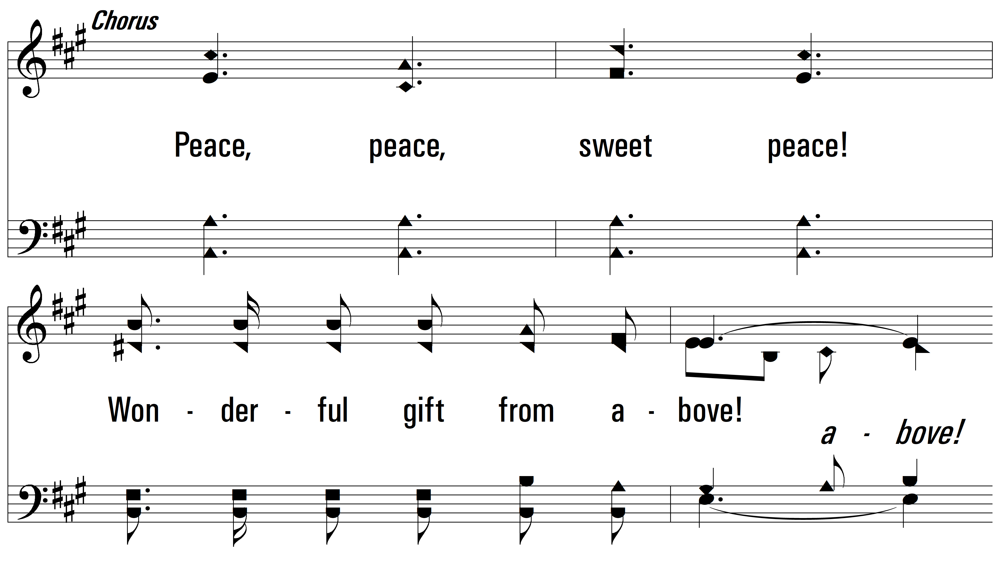 Chorus
Peace, peace, sweet peace!
Won - der - ful gift from a - bove!
a - bove!